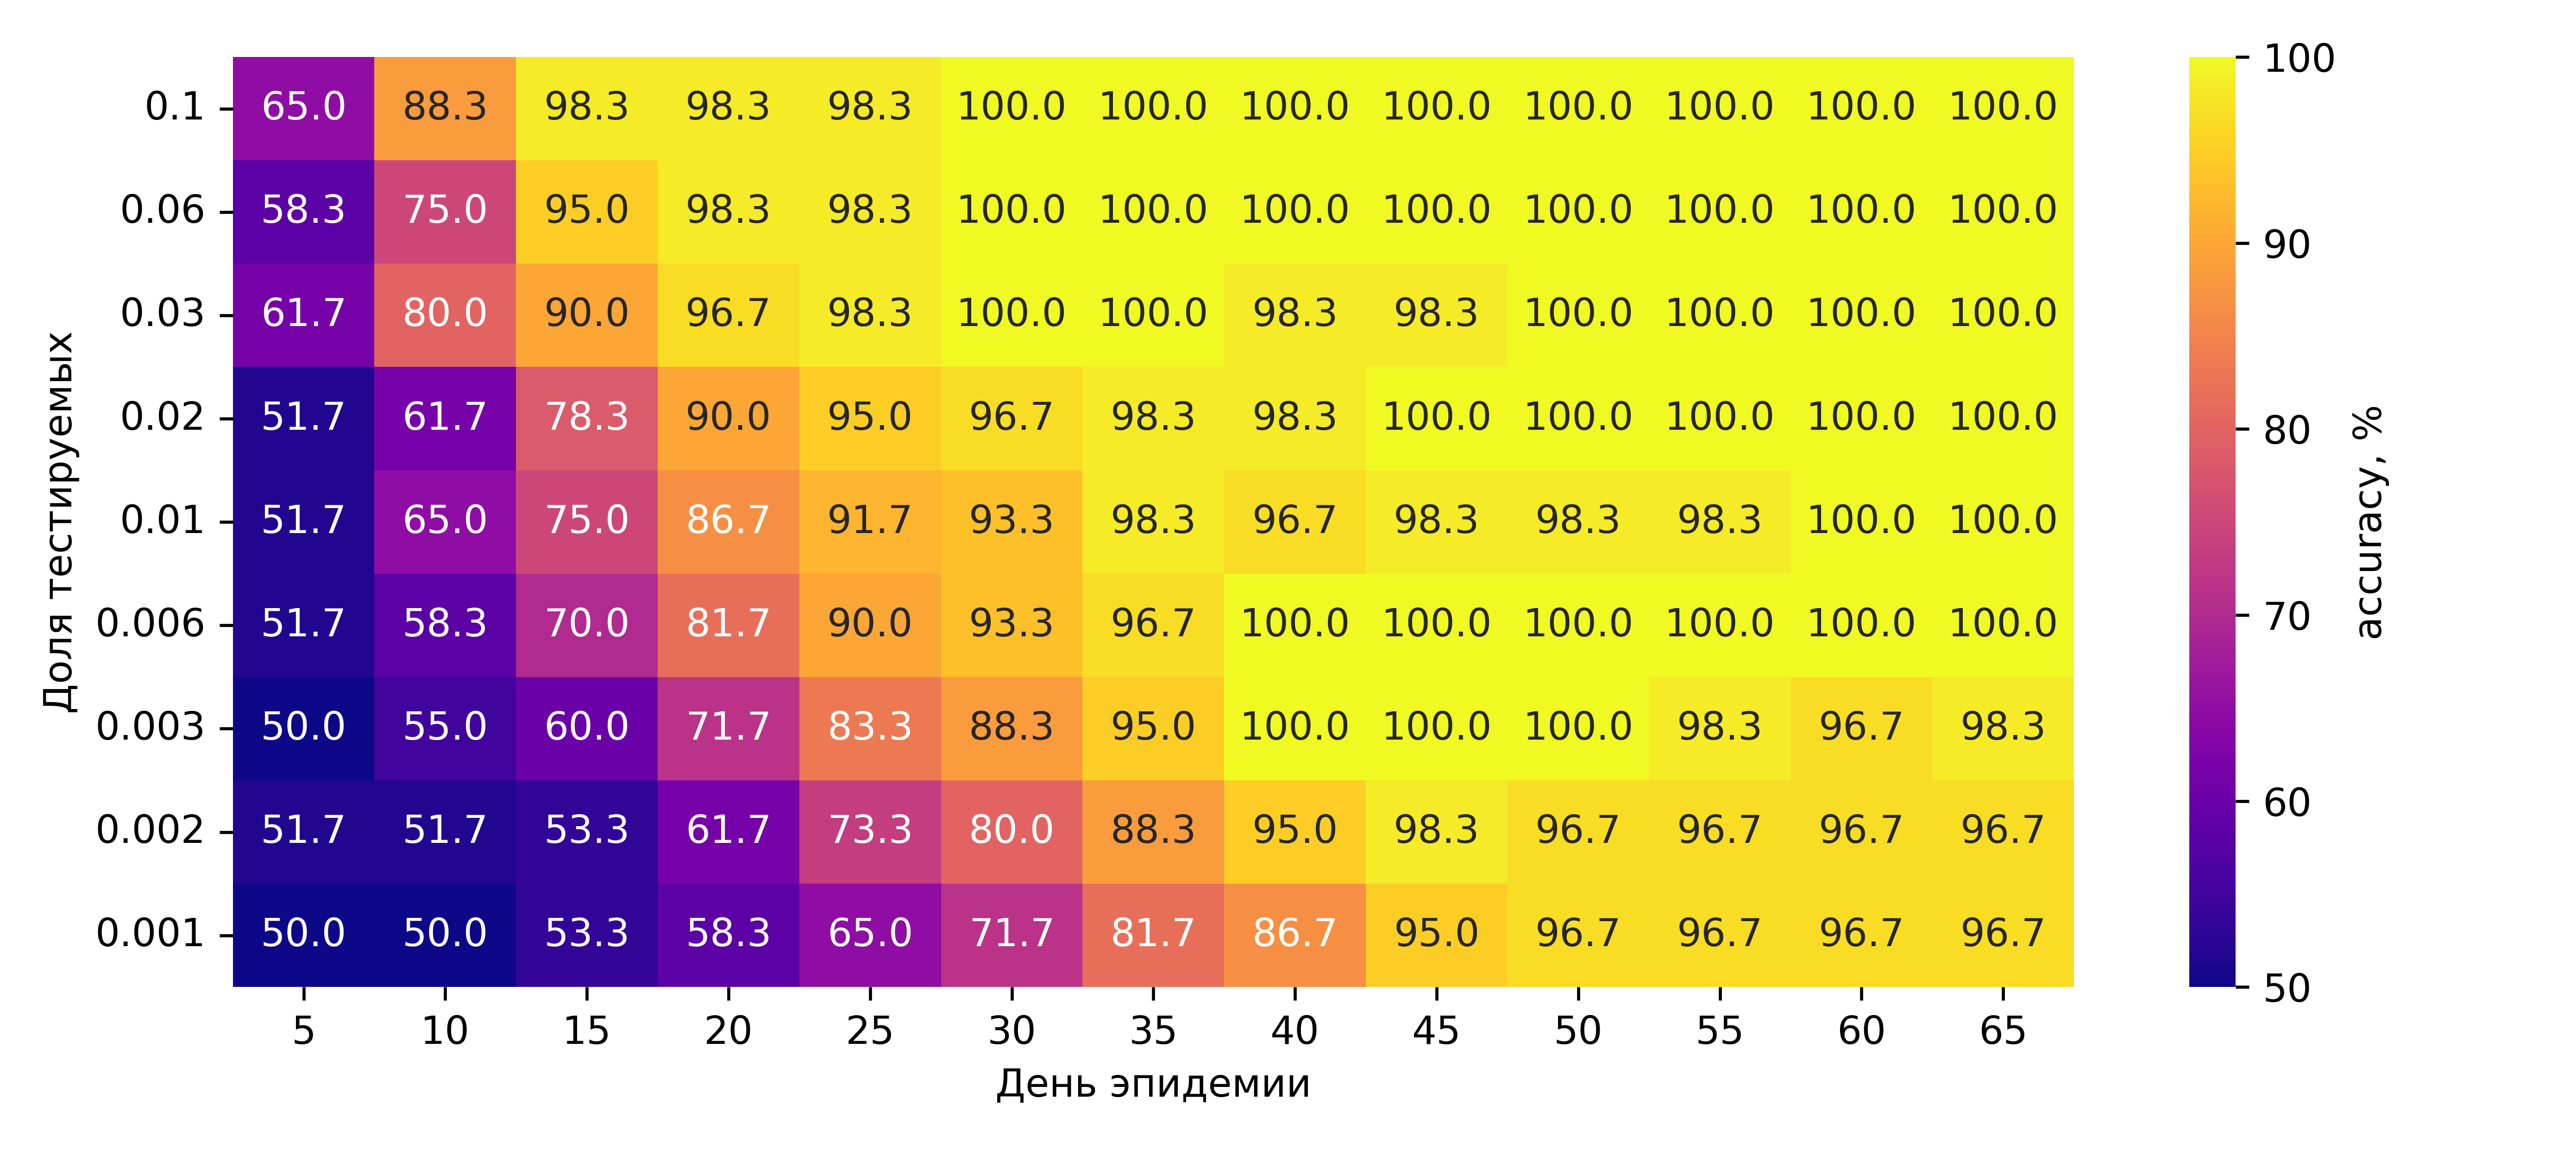 0.1 65.0 88.3 98.3 98.3 98.3 100.0 100.0 100.0 100.0 100.0 100.0 100.0 100.0
0.06 58.3 75.0 95.0 98.3 98.3 100.0 100.0 100.0 100.0 100.0 100.0 100.0 100.0
0.03 61.7 80.0 90.0 96.7 98.3 100.0 100.0 98.3 98.3 100.0 100.0 100.0 100.0
0.02 51.7 61.7 78.3 90.0 95.0 96.7 98.3 98.3 100.0 100.0 100.0 100.0 100.0
0.01 51.7 65.0 75.0 86.7 91.7 93.3 98.3 96.7 98.3 98.3 98.3 100.0 100.0
0.006 51.7 58.3 70.0 81.7 90.0 93.3 96.7 100.0 100.0 100.0 100.0 100.0 100.0
0.003 50.0 55.0 60.0 71.7 83.3 88.3 95.0 100.0 100.0 100.0 98.3 96.7 98.3
0.002 51.7 51.7 53.3 61.7 73.3 80.0 88.3 95.0 98.3 96.7 96.7 96.7 96.7
0.001 50.0 50.0 53.3 58.3 65.0 71.7 81.7 86.7 95.0 96.7 96.7 96.7 96.7
5 10 15 20 25 30 35 40 45 50 55 60 65
День эпидемии
Доля тестируемых
100
90
80
70
60
50
accuracy, %